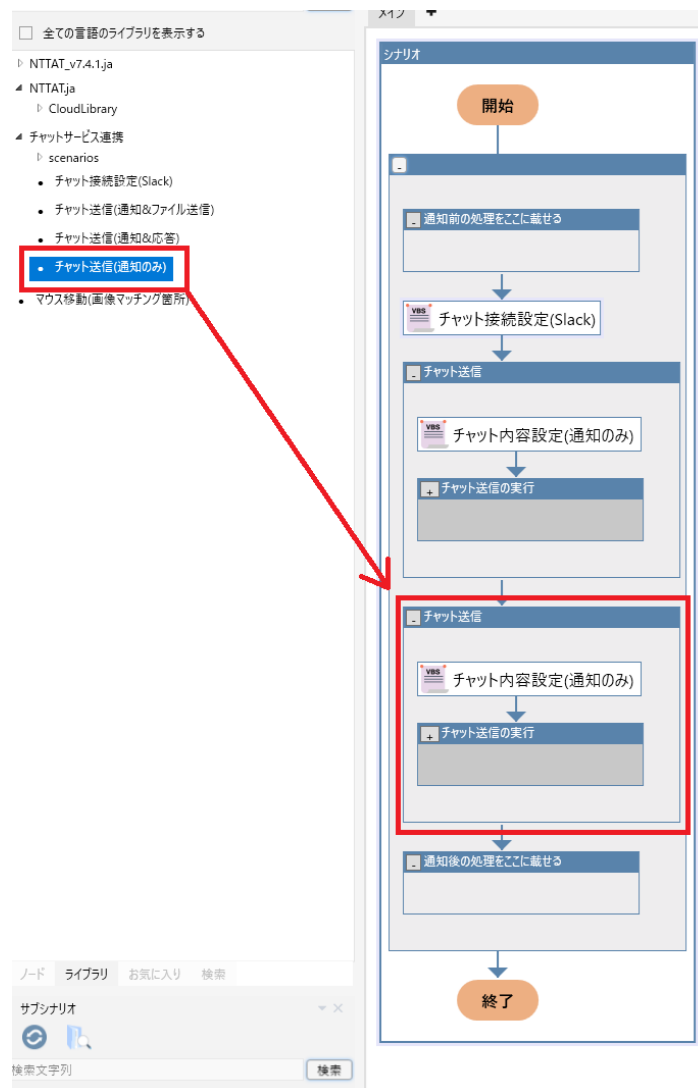 全ての言語のライブラリを表示する
NTTAT_v7.4.1.ja
NTTAT.ja
CloudLibrary
チャットサービス連携
scenarios
チャット接続設定(Slack)
チャット送信(通知&ファイル送信)
チャット送信(通知&応答)
チャット送信(通知のみ)
マウス移動(画像マッチング箇所)
ノード ライブラリ お気に入り 検索
サブシナリオ
検索文字列
検索
メイン +
シナリオ
開始
-
- 通知前の処理をここに載せる
VBS チャット接続設定(Slack)
- チャット送信
VBS チャット内容設定(通知のみ)
+ チャット送信の実行
- チャット送信
VBS チャット内容設定(通知のみ)
+ チャット送信の実行
- 通知後の処理をここに載せる
終了